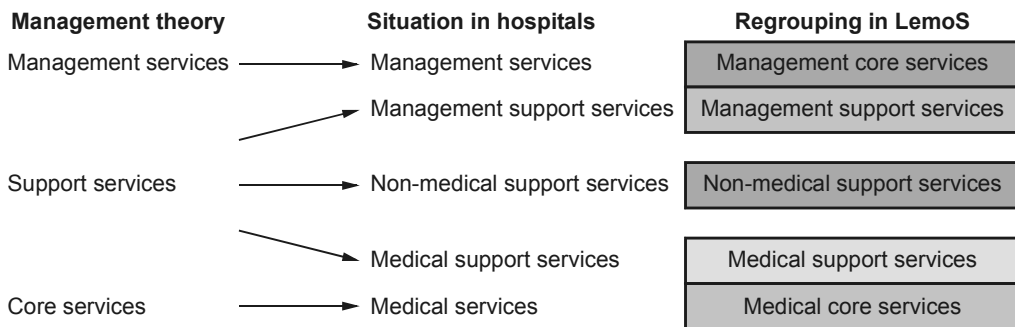 Management theory Situation in hospitals Regrouping in LemoS
Management services Management services Management core services
Management support services Management support services
Support services Non-medical support services Non-medical support services
Medical support services Medical support services
Core services Medical services Medical core services